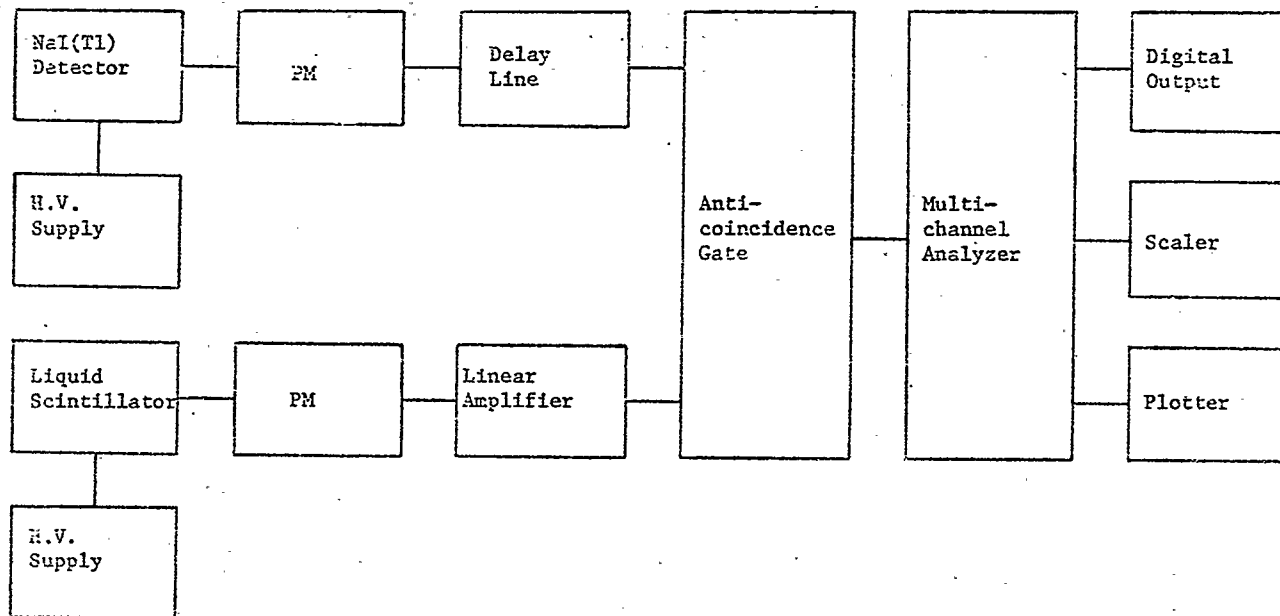 NaI(Tl)
Detector
PM
Delay
Line
Digital
Output
H.V.
Supply
Anti-
coincidence
Gate
Multi-
channel
Analyzer
Scaler
Liquid
Scintillator
PM
Linear
Amplifier
Plotter
H.V.
Supply